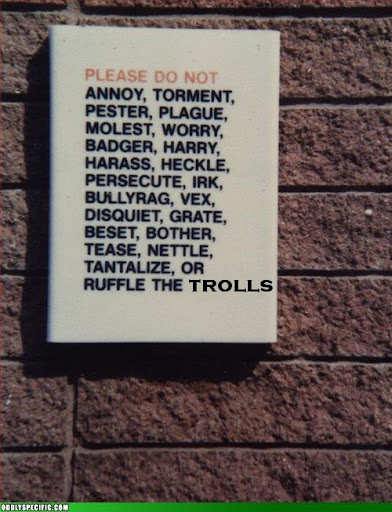 PLEASE DO NOT
ANNOY, TORMENT,
PESTER, PLAGUE,
MOLEST, WORRY,
BADGER, HARRY,
HARASS, HECKLE,
PERSECUTE, IRK,
BULLYRAG, VEX,
DISQUIET, GRATE,
BESET, BOTHER,
TEASE, NETTLE,
TANTALIZE, OR
RUFFLE THE TROLLS
ODDLYSPECIFIC.COM